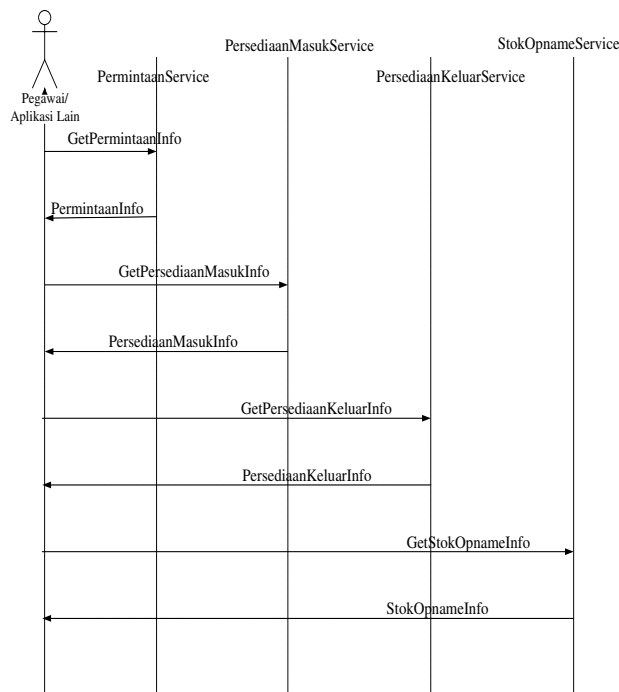 PersediaanMasukService
StokOpnameService
PermintaanService
PersediaanKeluarService
Pegawai/
Aplikasi Lain
GetPermintaanInfo
PermintaanInfo
GetPersediaanMasukInfo
PersediaanMasukInfo
GetPersediaanKeluarInfo
PersediaanKeluarInfo
GetStokOpnameInfo
StokOpnameInfo